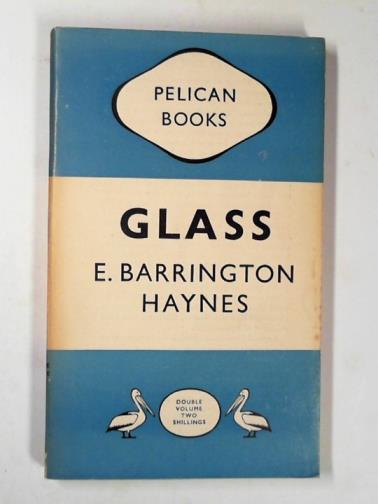 PELICAN
BOOKS
GLASS
E. BARRINGTON
HAYNES
DOUBLE
VOLUME
TWO
SHILLINGS